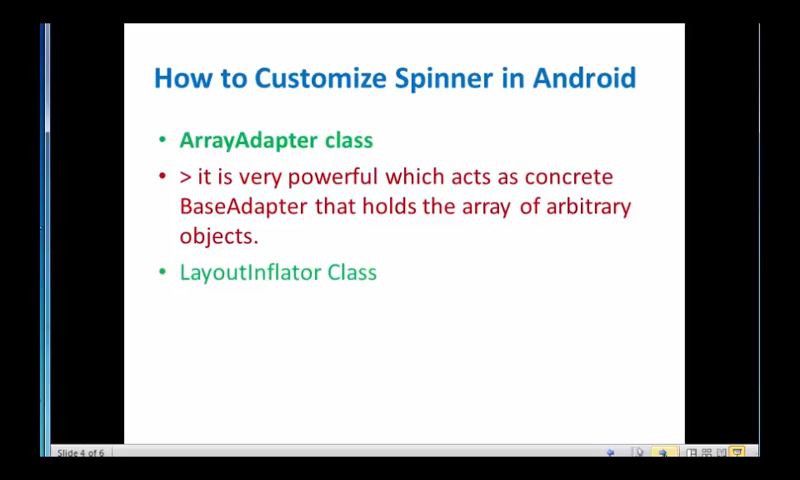 How to Customize Spinner in Android
• ArrayAdapter class
• > it is very powerful which acts as concrete
BaseAdapter that holds the array of arbitrary
objects.
• LayoutInflator Class
Slide 4 of 6